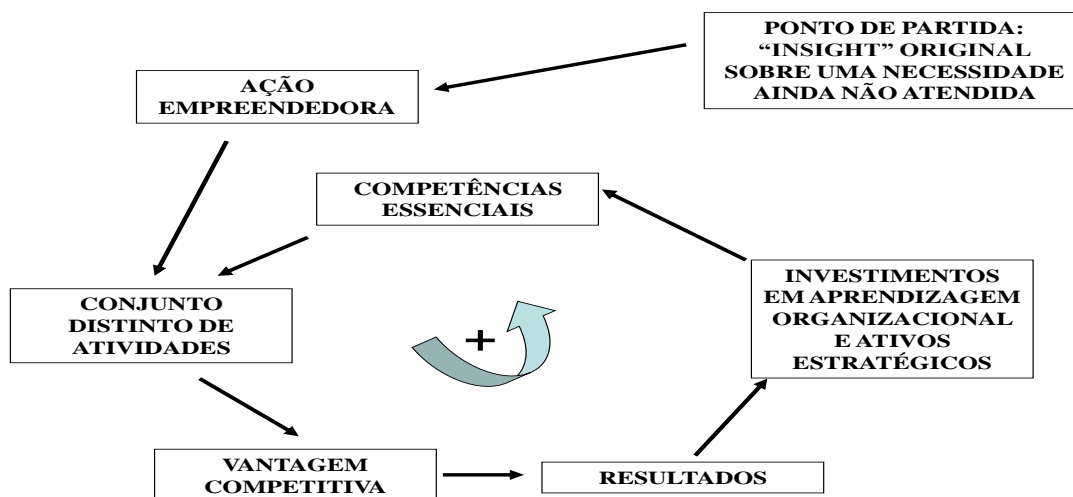 PONTO DE PARTIDA:
“INSIGHT” ORIGINAL
SOBRE UMA NECESSIDADE
AINDA NÃO ATENDIDA
AÇÃO
EMPREENDEDORA
COMPETÊNCIAS
ESSENCIAIS
CONJUNTO
DISTINTO DE
ATIVIDADES
+
INVESTIMENTOS
EM APRENDIZAGEM
ORGANIZACIONAL
E ATIVOS
ESTRATÉGICOS
VANTAGEM
COMPETITIVA
RESULTADOS